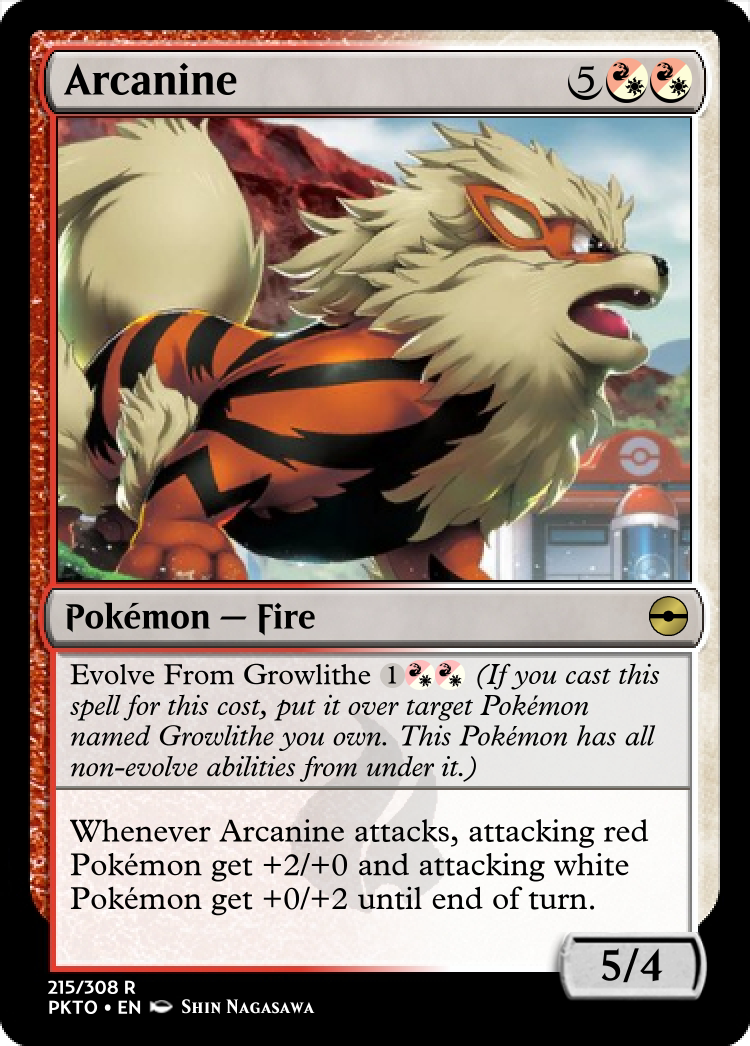 Arcanine 5
Pokémon — Fire
Evolve From Growlithe 1 (If you cast this
spell for this cost, put it over target Pokémon
named Growlithe you own. This Pokémon has all
non-evolve abilities from under it.)
Whenever Arcanine attacks, attacking red
Pokémon get +2/+0 and attacking white
Pokémon get +0/+2 until end of turn.
5/4
215/308 R
PKTO • EN Shin Nagasawa